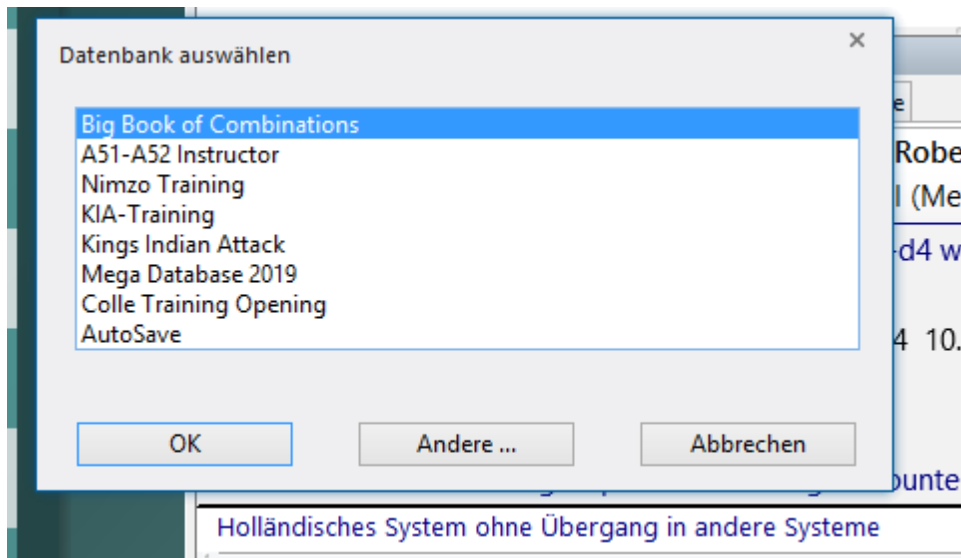 Datenbank auswählen
Big Book of Combinations
A51-A52 Instructor
Nimzo Training
KIA-Training
Kings Indian Attack
Mega Database 2019
Colle Training Opening
AutoSave
OK
Andere ...
Abbrechen
e
Robe
l (Me
-d4 w
4 10.
ounte
Holländisches System ohne Übergang in andere Systeme